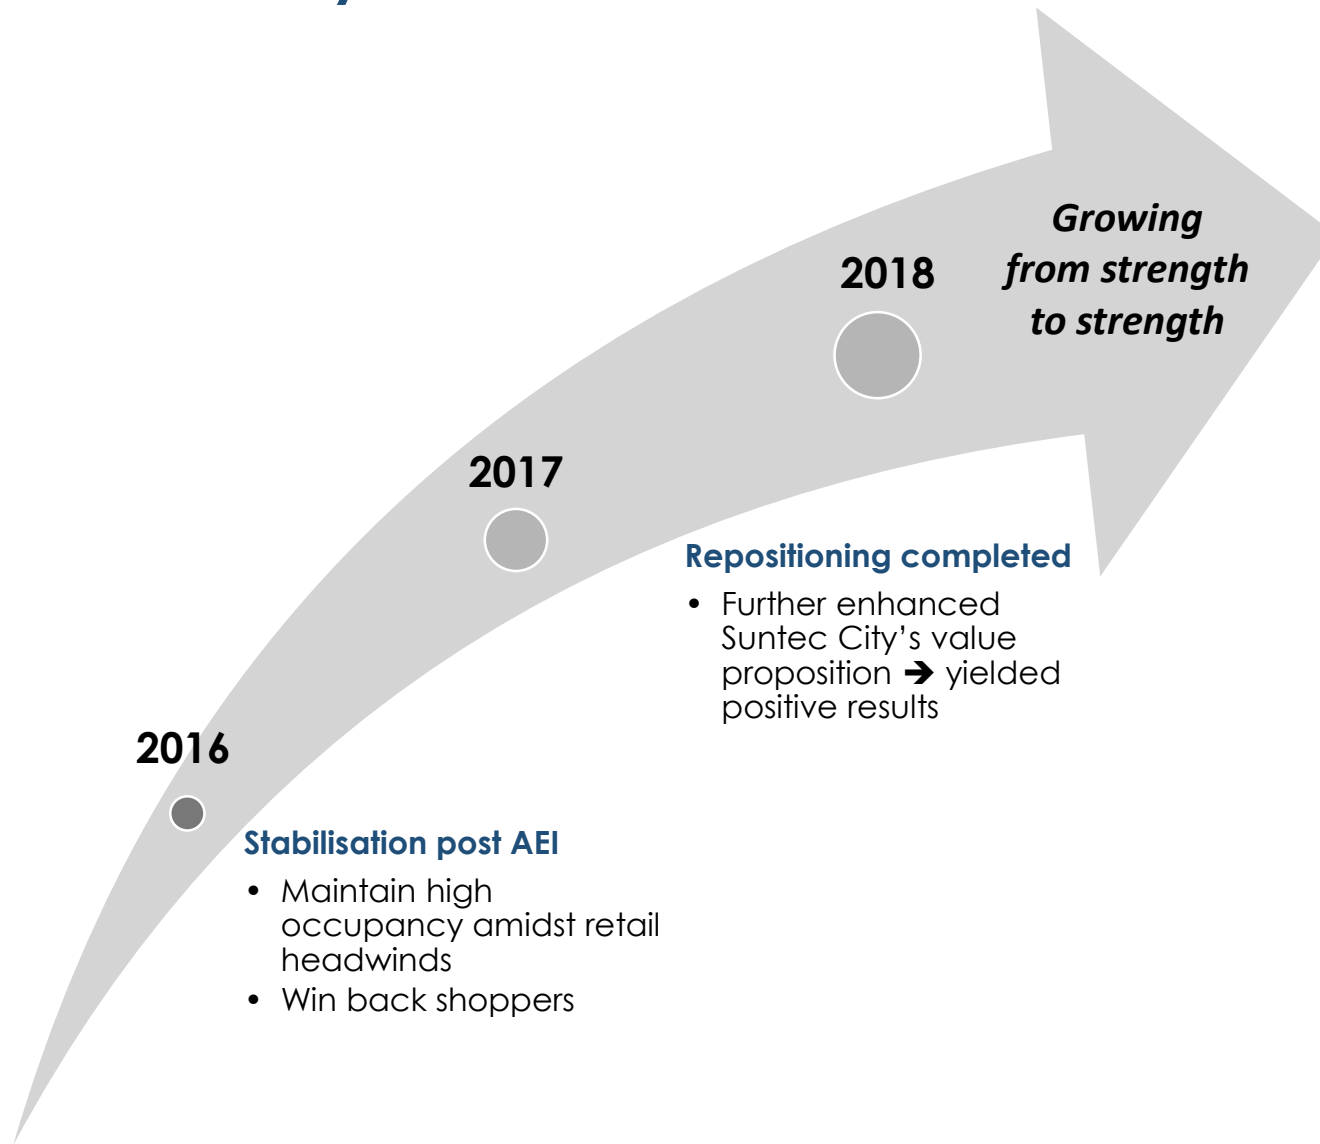 Growing
from strength
to strength
2018
2017
Repositioning completed
• Further enhanced
Suntec City’s value
proposition ➔ yielded
positive results
2016
Stabilisation post AEI
• Maintain high
occupancy amidst retail
headwinds
• Win back shoppers